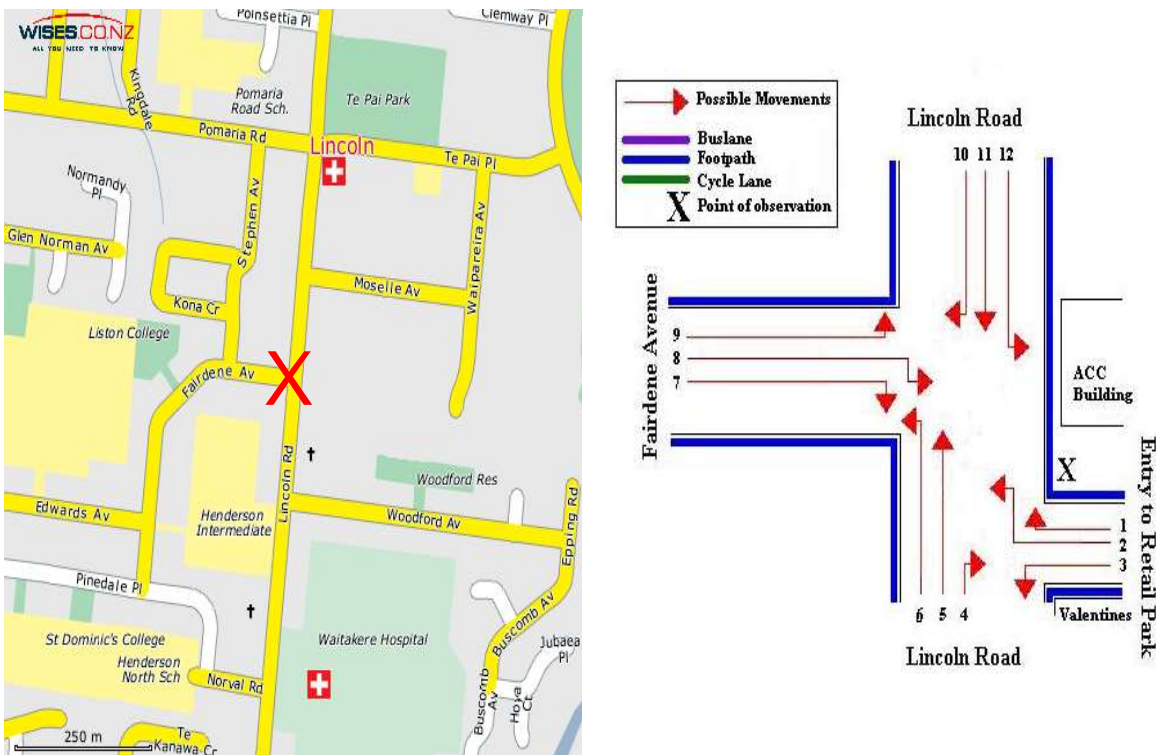 WISES.CO.NZ
ALL YOU NEED TO KNOW
Poinsettia Pl
Clemway Pl
Kingdale
Rd
Pomaria
Road Sch.
Te Pai Park
Pomaria Rd
Lincoln
Te Pai Pl
Normandy
Pl
Stephen Av
Glen Norman Av
Waipareira Av
Moselle Av
Kona Cr
Liston College
Fairdene Av
X
Lincoln Rd
Woodford Res
Edwards Av
Henderson
Intermediate
Woodford Av
Epping Rd
Pinedale Pl
St Dominic's College
Waitakere Hospital
Buscomb Av
Jubaea
Pl
Henderson
North Sch
Norval Rd
Buscomb
Av
Hoya Ct
250 m
Te
Kanawa Cr
Possible Movements
Buslane
Footpath
Cycle Lane
X Point of observation
Lincoln Road
10 11 12
Fairdene Avenue
9
8
7
ACC
Building
X
Entry to Retail Park
1
2
3
6 5 4
Valentines
Lincoln Road